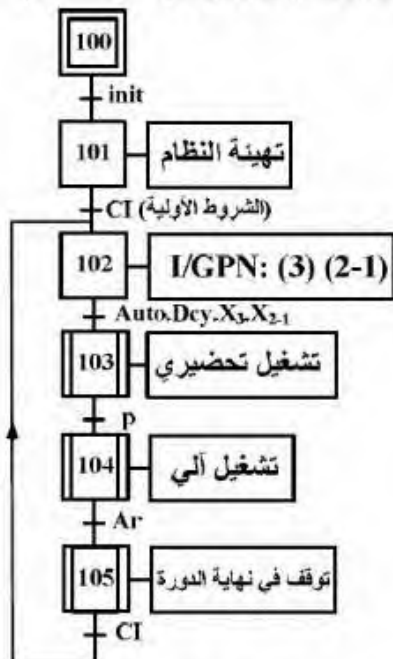 100
init
101 تهيئة النظام
CI (الشروط الأولية)
102 I/GPN: (3) (2-1)
Auto.Dcy.X3.X2-1
103 تشغيل تحضيري
p
104 تشغيل آلي
Ar
105 توقف في نهاية الدورة
CI